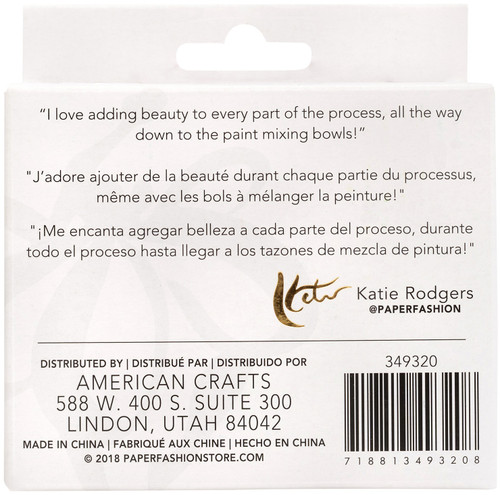 “I love adding beauty to every part of the process, all the way
down to the paint mixing bowls!”
"J’adore ajouter de la beauté durant chaque partie du processus,
même avec les bols à mélanger la peinture!"
"¡Me encanta agregar belleza a cada parte del proceso, durante
todo el proceso hasta llegar a los tazones de mezcla de pintura!"
Katie
Katie Rodgers
@PAPERFASHION
DISTRIBUTED BY | DISTRIBUÉ PAR | DISTRIBUIDO POR
AMERICAN CRAFTS
588 W. 400 S. SUITE 300
LINDON, UTAH 84042
MADE IN CHINA | FABRIQUÉ AUX CHINE | HECHO EN CHINA
© 2018 PAPERFASHIONSTORE.COM
349320
718813493208